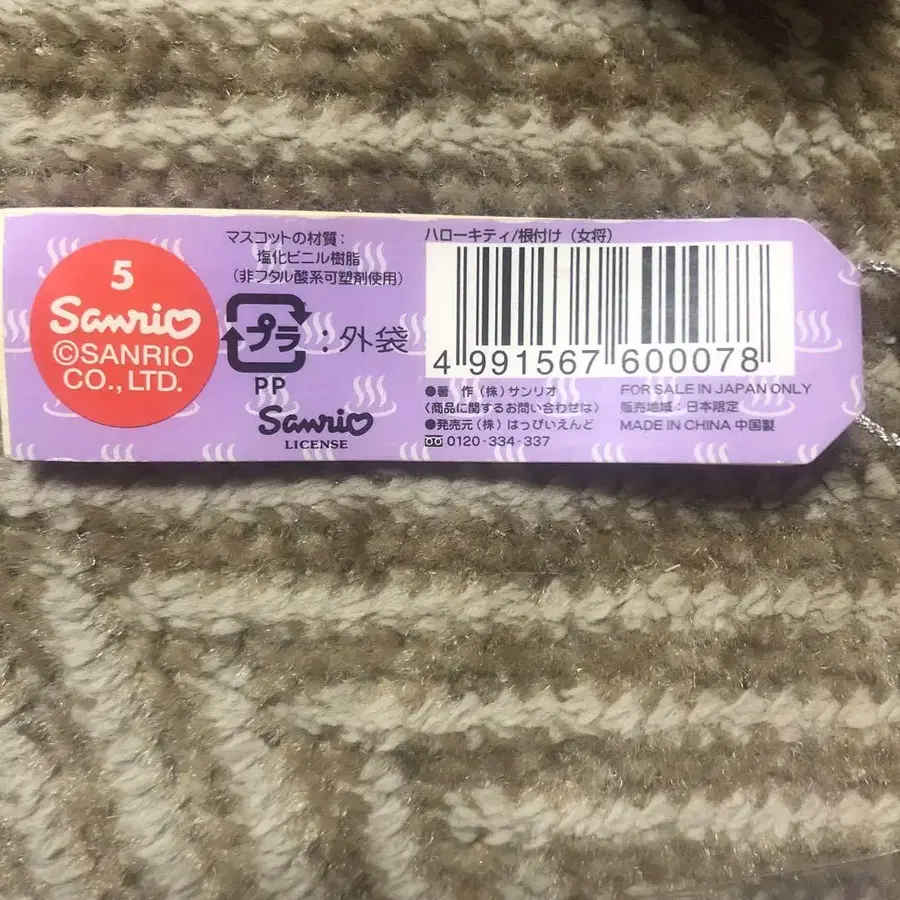 5
Sanrio
©SANRIO
CO., LTD.
マスコットの材質:
塩化ビニル樹脂
(非フタル酸系可塑剤使用)
プラ:外袋
PP
Sanrio
LICENSE
ハローキティ/根付け(女将)
4 991567 600078
●著 作(株)サンリオ
〈商品に関するお問い合わせは〉
●発売元(株)はっぴいえんど
0120-334-337
FOR SALE IN JAPAN ONLY
販売地域:日本限定
MADE IN CHINA 中国製